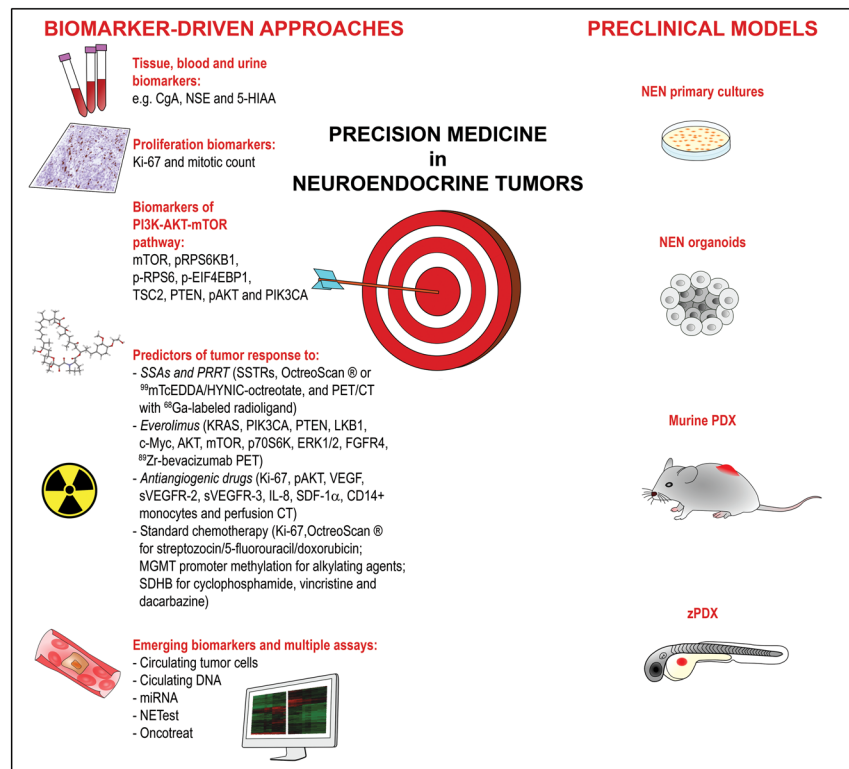 BIOMARKER-DRIVEN APPROACHES
Tissue, blood and urine
biomarkers:
e.g. CgA, NSE and 5-HIAA
Proliferation biomarkers:
Ki-67 and mitotic count
Biomarkers of
PI3K-AKT-mTOR
pathway:
mTOR, pRPS6KB1,
p-RPS6, p-EIF4EBP1,
TSC2, PTEN, pAKT and PIK3CA
Predictors of tumor response to:
- SSAs and PRRT (SSTRs, OctreoScan ® or
⁹⁹mTcEDDA/HYNIC-octreotate, and PET/CT
with ⁶⁸Ga-labeled radioligand)
- Everolimus (KRAS, PIK3CA, PTEN, LKB1,
c-Myc, AKT, mTOR, p70S6K, ERK1/2, FGFR4,
⁸⁹Zr-bevacizumab PET)
- Antiangiogenic drugs (Ki-67, pAKT, VEGF,
sVEGFR-2, sVEGFR-3, IL-8, SDF-1α, CD14+
monocytes and perfusion CT)
- Standard chemotherapy (Ki-67,OctreoScan ®
for streptozocin/5-fluorouracil/doxorubicin;
MGMT promoter methylation for alkylating agents;
SDHB for cyclophosphamide, vincristine and
dacarbazine)
Emerging biomarkers and multiple assays:
- Circulating tumor cells
- Ciculating DNA
- miRNA
- NETest
- Oncotreat
PRECISION MEDICINE
in
NEUROENDOCRINE TUMORS
PRECLINICAL MODELS
NEN primary cultures
NEN organoids
Murine PDX
zPDX